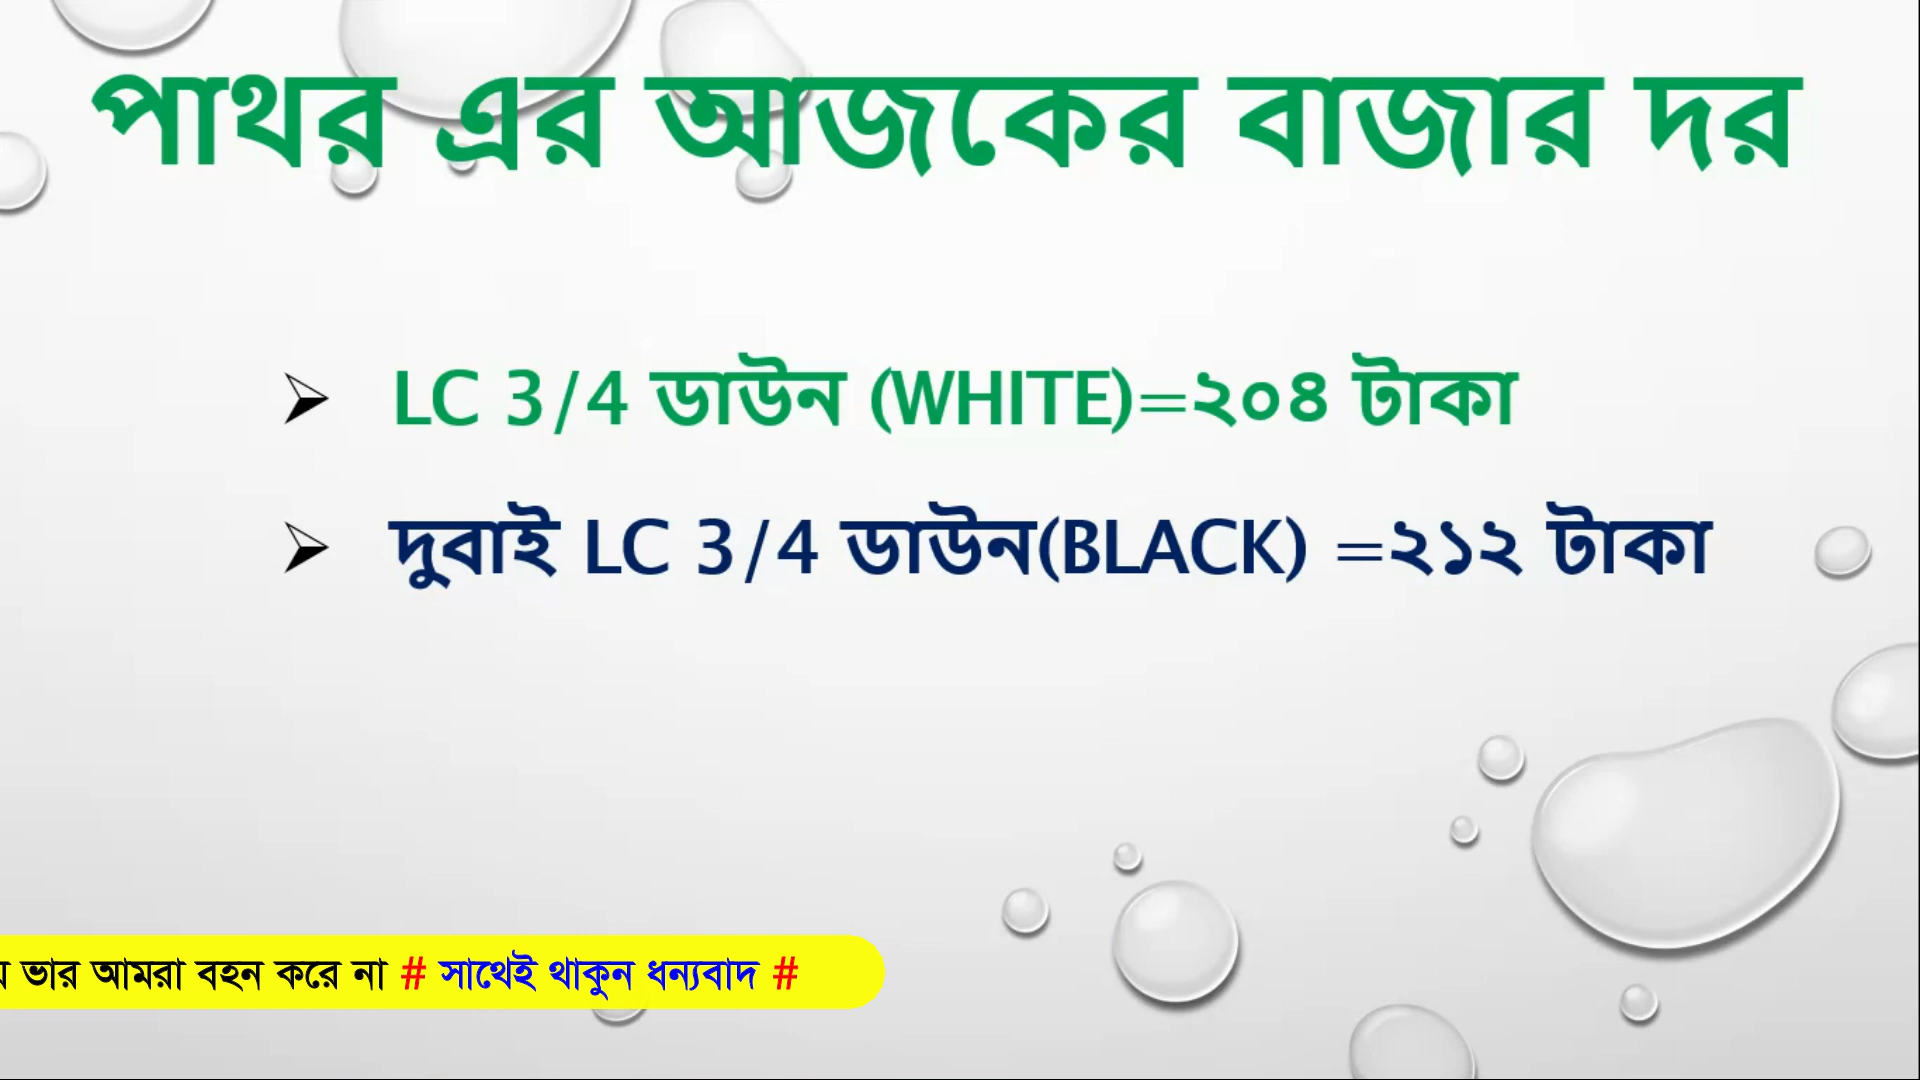 পাথর এর আজকের বাজার দর
➢ LC 3/4 ডাউন (WHITE)=২০৪ টাকা
➢ দুবাই LC 3/4 ডাউন(BLACK) =২১২ টাকা
ভার আমরা বহন করে না # সাথেই থাকুন ধন্যবাদ #